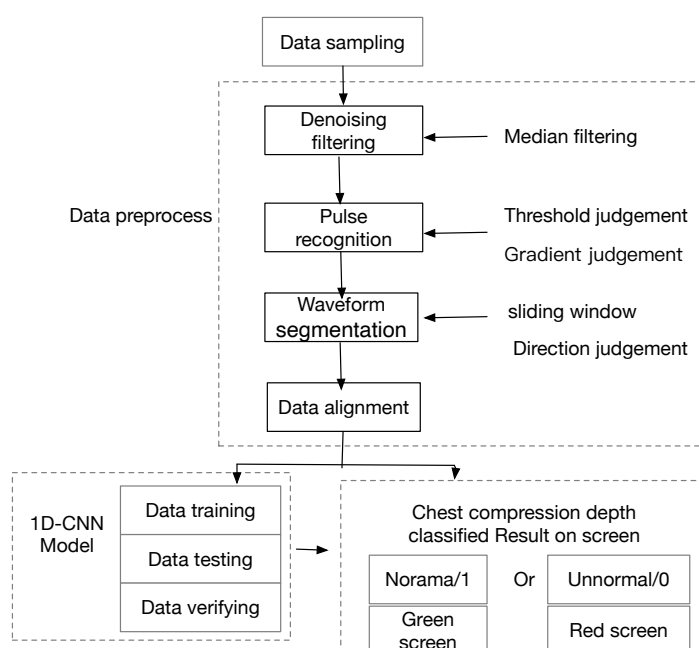 Data sampling
Denoising
filtering
Median filtering
Data preprocess
Pulse
recognition
Threshold judgement
Gradient judgement
Waveform
segmentation
sliding window
Direction judgement
Data alignment
1D-CNN
Model
Data training
Data testing
Data verifying
Chest compression depth
classified Result on screen
Norama/1
Or
Unnormal/0
Green
screen
Red screen